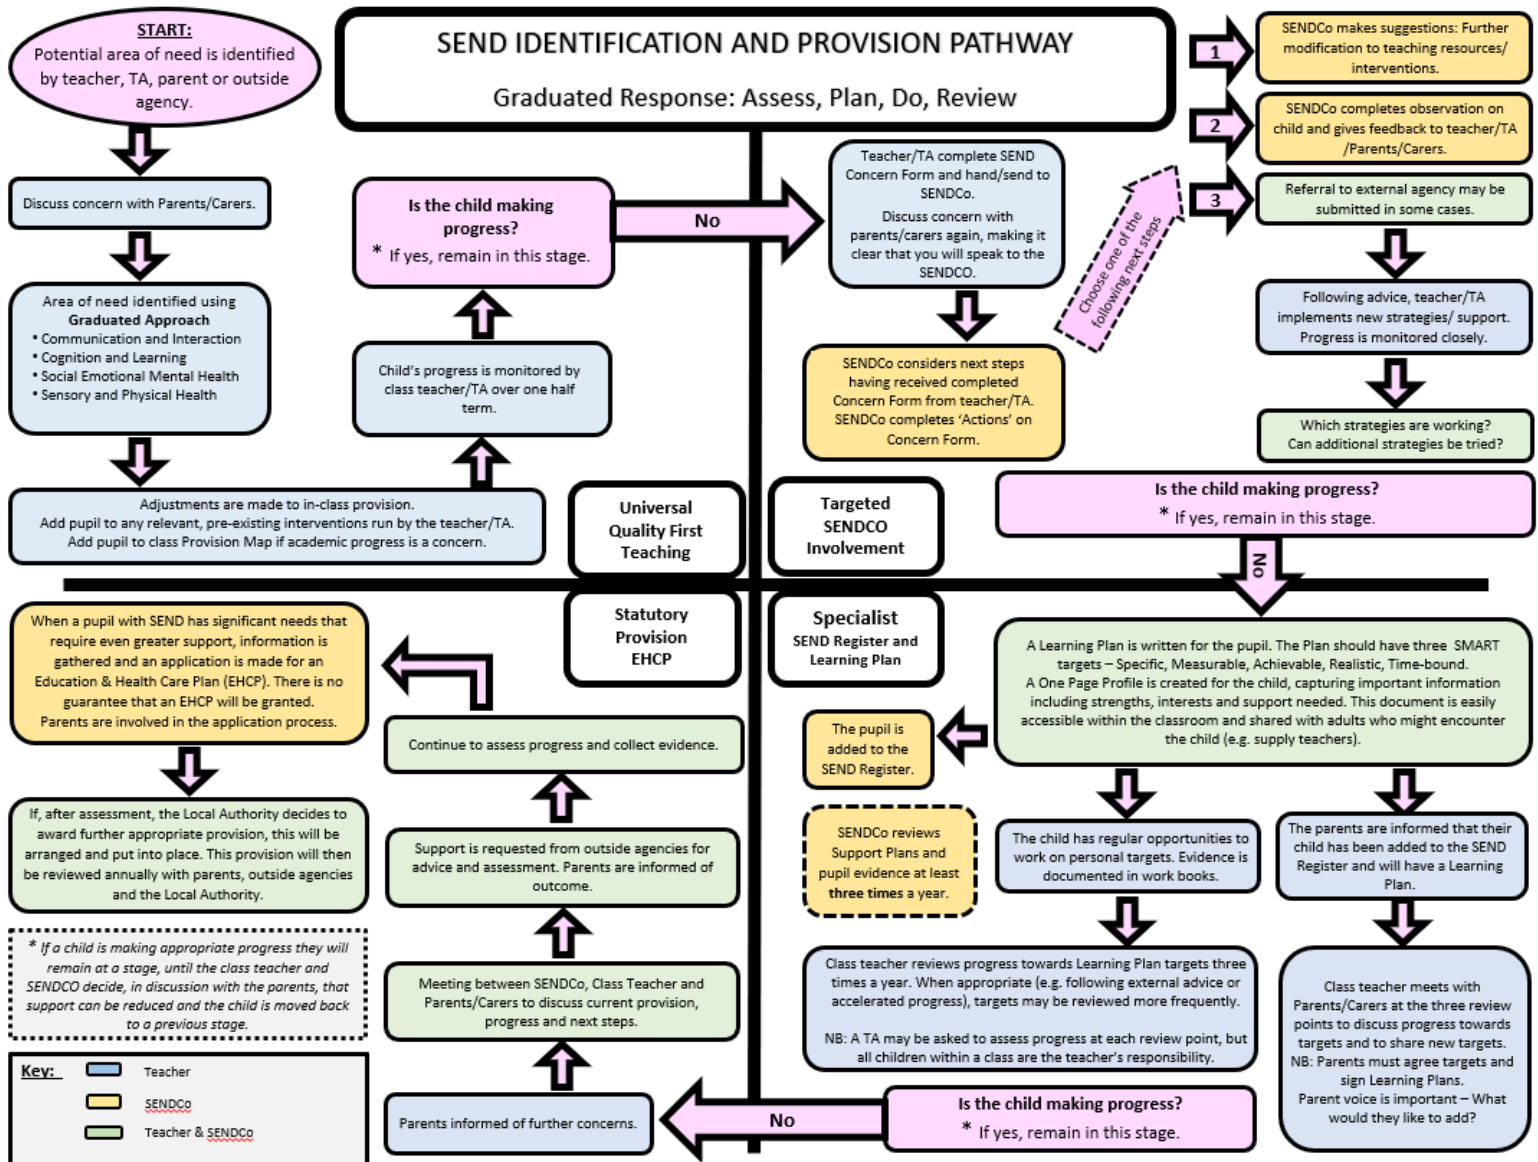 START:
Potential area of need is identified
by teacher, TA, parent or outside
agency.
SEND IDENTIFICATION AND PROVISION PATHWAY
Graduated Response: Assess, Plan, Do, Review
Discuss concern with Parents/Carers.
Area of need identified using
Graduated Approach
• Communication and Interaction
• Cognition and Learning
• Social Emotional Mental Health
• Sensory and Physical Health
Adjustments are made to in-class provision.
Add pupil to any relevant, pre-existing interventions run by the teacher/TA.
Add pupil to class Provision Map if academic progress is a concern.
Child's progress is monitored by
class teacher/TA over one half
term.
Is the child making
progress?
* If yes, remain in this stage.
No
Universal
Quality First
Teaching
Teacher/TA complete SEND
Concern Form and hand/send to
SENDCo.
Discuss concern with
parents/carers again, making it
clear that you will speak to the
SENDCO.
SENDCo considers next steps
having received completed
Concern Form from teacher/TA.
SENDCo completes 'Actions' on
Concern Form.
Choose one of the
following next steps
1
SENDCo makes suggestions: Further
modification to teaching resources/
interventions.
2
SENDCo completes observation on
child and gives feedback to teacher/TA
/Parents/Carers.
3
Referral to external agency may be
submitted in some cases.
Following advice, teacher/TA
implements new strategies/ support.
Progress is monitored closely.
Which strategies are working?
Can additional strategies be tried?
Targeted
SENDCO
Involvement
Is the child making progress?
* If yes, remain in this stage.
No
Specialist
SEND Register and
Learning Plan
A Learning Plan is written for the pupil. The Plan should have three SMART
targets – Specific, Measurable, Achievable, Realistic, Time-bound.
A One Page Profile is created for the child, capturing important information
including strengths, interests and support needed. This document is easily
accessible within the classroom and shared with adults who might encounter
the child (e.g. supply teachers).
The pupil is
added to the
SEND Register.
SENDCo reviews
Support Plans and
pupil evidence at least
three times a year.
The child has regular opportunities to
work on personal targets. Evidence is
documented in work books.
The parents are informed that their
child has been added to the SEND
Register and will have a Learning
Plan.
Class teacher reviews progress towards Learning Plan targets three
times a year. When appropriate (e.g. following external advice or
accelerated progress), targets may be reviewed more frequently.
NB: A TA may be asked to assess progress at each review point, but
all children within a class are the teacher's responsibility.
Class teacher meets with
Parents/Carers at the three review
points to discuss progress towards
targets and to share new targets.
NB: Parents must agree targets and
sign Learning Plans.
Parent voice is important – What
would they like to add?
Is the child making progress?
* If yes, remain in this stage.
No
Statutory
Provision
EHCP
Parents informed of further concerns.
Meeting between SENDCo, Class Teacher and
Parents/Carers to discuss current provision,
progress and next steps.
Support is requested from outside agencies for
advice and assessment. Parents are informed of
outcome.
Continue to assess progress and collect evidence.
When a pupil with SEND has significant needs that
require even greater support, information is
gathered and an application is made for an
Education & Health Care Plan (EHCP). There is no
guarantee that an EHCP will be granted.
Parents are involved in the application process.
If, after assessment, the Local Authority decides to
award further appropriate provision, this will be
arranged and put into place. This provision will then
be reviewed annually with parents, outside agencies
and the Local Authority.
* If a child is making appropriate progress they will
remain at a stage, until the class teacher and
SENDCO decide, in discussion with the parents, that
support can be reduced and the child is moved back
to a previous stage.
Key:
Teacher
SENDCo
Teacher & SENDCo